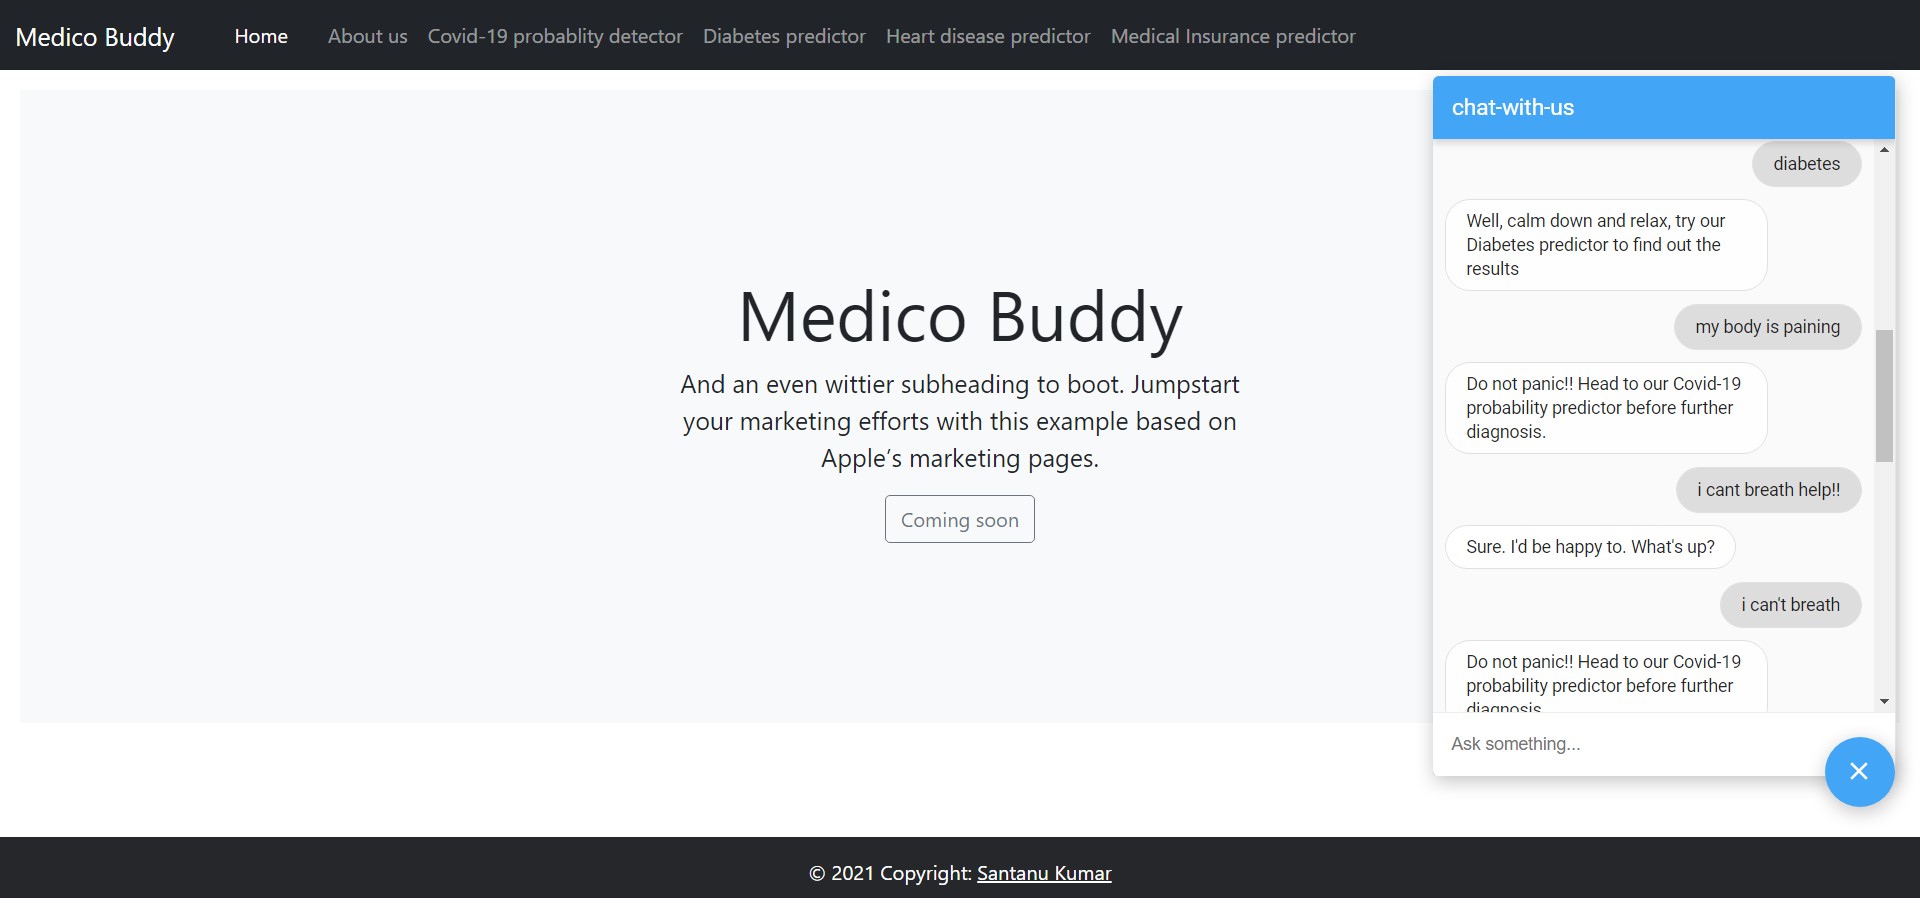 Medico Buddy Home About us Covid-19 probablity detector Diabetes predictor Heart disease predictor Medical Insurance predictor
Medico Buddy
And an even wittier subheading to boot. Jumpstart
your marketing efforts with this example based on
Apple’s marketing pages.
Coming soon
chat-with-us
diabetes
Well, calm down and relax, try our
Diabetes predictor to find out the
results
my body is paining
Do not panic!! Head to our Covid-19
probability predictor before further
diagnosis.
i cant breath help!!
Sure. I'd be happy to. What's up?
i can't breath
Do not panic!! Head to our Covid-19
probability predictor before further
diagnosis.
Ask something...
© 2021 Copyright: Santanu Kumar